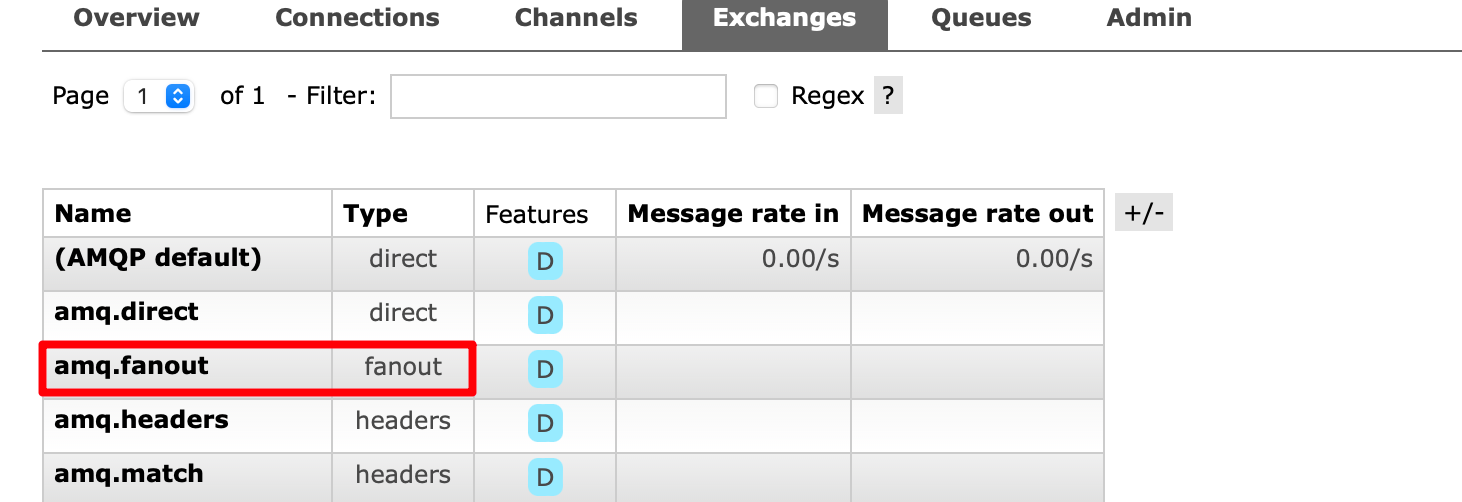 Overview Connections Channels Exchanges Queues Admin
Page 1 of 1 - Filter: Regex ?
Name Type Features Message rate in Message rate out +/-
(AMQP default) direct D 0.00/s 0.00/s
amq.direct direct D
amq.fanout fanout D
amq.headers headers D
amq.match headers D